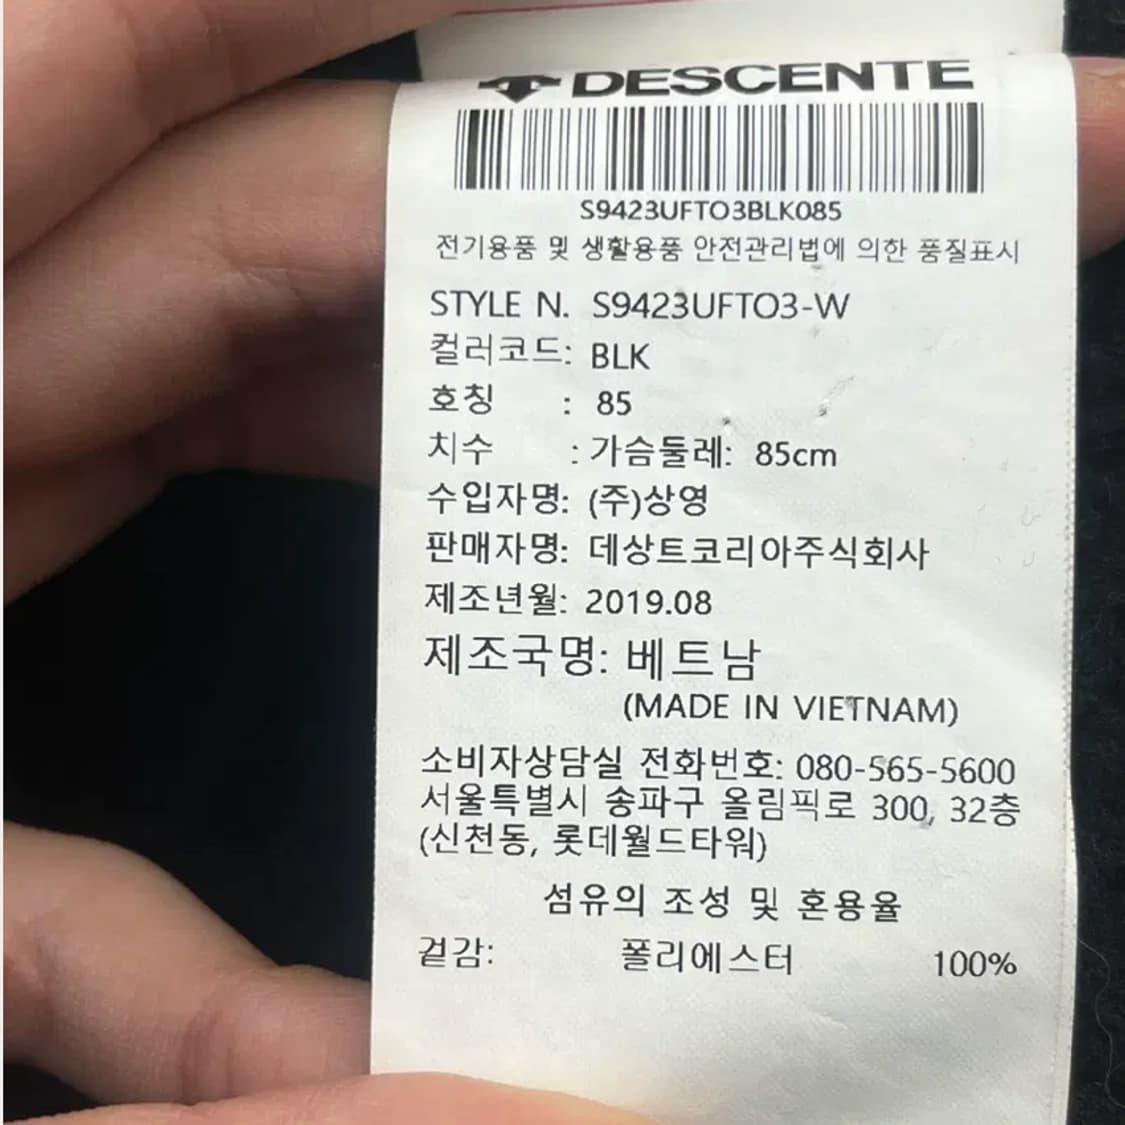 DESCENTE
S9423UFTO3BLK085
전기용품 및 생활용품 안전관리법에 의한 품질표시
STYLE N. S9423UFTO3-W
컬러코드: BLK
호칭 : 85
치수 : 가슴둘레: 85cm
수입자명: (주)상영
판매자명: 데상트코리아주식회사
제조년월: 2019.08
제조국명: 베트남
(MADE IN VIETNAM)
소비자상담실 전화번호: 080-565-5600
서울특별시 송파구 올림픽로 300, 32층
(신천동, 롯데월드타워)
섬유의 조성 및 혼용율
겉감: 폴리에스터 100%